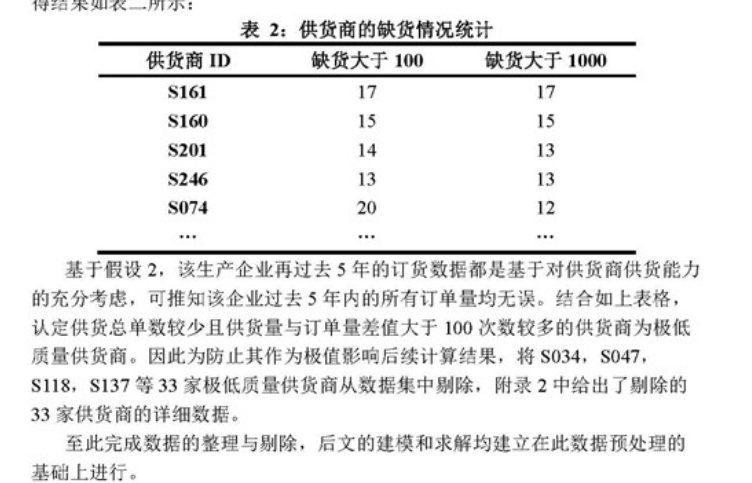 得结果如表二所示：
表 2：供货商的缺货情况统计
供货商 ID 缺货大于 100 缺货大于 1000
S161 17 17
S160 15 15
S201 14 13
S246 13 13
S074 20 12
… … …
基于假设 2，该生产企业再过去 5 年的订货数据都是基于对供货商供货能力
的充分考虑，可推知该企业过去 5 年内的所有订单量均无误。结合如上表格，
认定供货总单数较少且供货量与订单量差值大于 100 次数较多的供货商为极低
质量供货商。因此为防止其作为极值影响后续计算结果，将 S034，S047，
S118，S137 等 33 家极低质量供货商从数据集中剔除，附录 2 中给出了剔除的
33 家供货商的详细数据。
至此完成数据的整理与剔除，后文的建模和求解均建立在此数据预处理的
基础上进行。